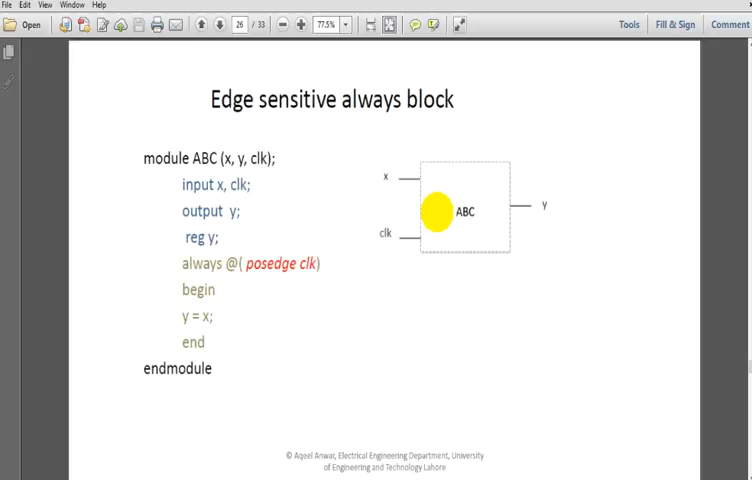 File Edit View Window Help
Open 26 / 33 77.5% Tools Fill & Sign Comment
Edge sensitive always block
module ABC (x, y, clk);
input x, clk;
output y;
reg y;
always @( posedge clk)
begin
y = x;
end
endmodule
x
ABC
y
clk
© Aqeel Anwar, Electrical Engineering Department, University
of Engineering and Technology Lahore